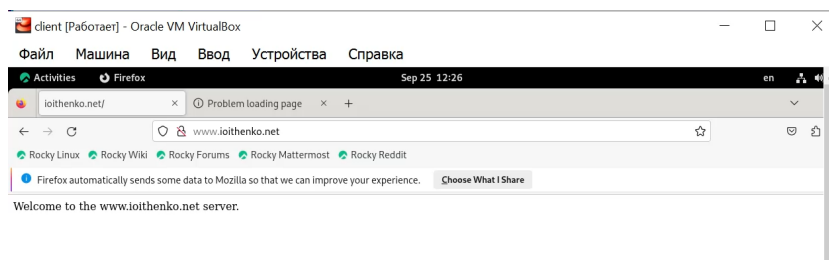 client [Работает] - Oracle VM VirtualBox
Файл Машина Вид Ввод Устройства Справка
Activities Firefox Sep 25 12:26 en
ioithenko.net/ × Problem loading page × +
www.ioithenko.net
Rocky Linux Rocky Wiki Rocky Forums Rocky Mattermost Rocky Reddit
Firefox automatically sends some data to Mozilla so that we can improve your experience. Choose What I Share
Welcome to the www.ioithenko.net server.